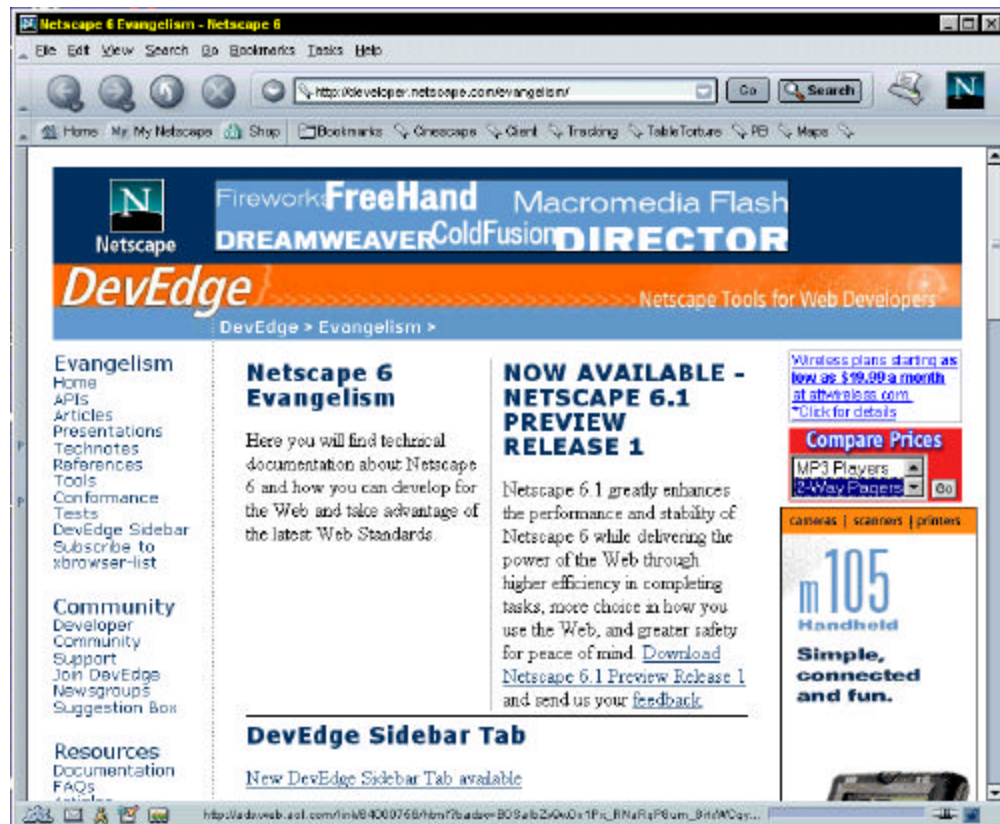 Netscape 6 Evangelism - Netscape 6
File Edit View Search Go Bookmarks Tasks Help
http://developer.netscape.com/evangelism/ Go Search N
Home My Netscape Shop Bookmarks Cinescape Client Tracking TableTorture PB Maps
N Netscape
Fireworks FreeHand Macromedia Flash
DREAMWEAVER ColdFusion DIRECTOR
DevEdge Netscape Tools for Web Developers
DevEdge > Evangelism >
Evangelism
Home
APIs
Articles
Presentations
Technotes
References
Tools
Conformance
Tests
DevEdge Sidebar
Subscribe to
xbrowser-list
Community
Developer
Community
Support
Join DevEdge
Newsgroups
Suggestion Box
Resources
Documentation
FAQs
Netscape 6
Evangelism
Here you will find technical
documentation about Netscape
6 and how you can develop for
the Web and take advantage of
the latest Web Standards.
NOW AVAILABLE -
NETSCAPE 6.1
PREVIEW
RELEASE 1
Netscape 6.1 greatly enhances
the performance and stability of
Netscape 6 while delivering the
power of the Web through
higher efficiency in completing
tasks, more choice in how you
use the Web, and greater safety
for peace of mind. Download
Netscape 6.1 Preview Release 1
and send us your feedback.
DevEdge Sidebar Tab
New DevEdge Sidebar Tab available
Wireless plans starting as
low as $19.99 a month
at attwireless.com.
*Click for details
Compare Prices
MP3 Players
2-Way Pagers Go
cameras | scanners | printers
m105
Handheld
Simple,
connected
and fun.